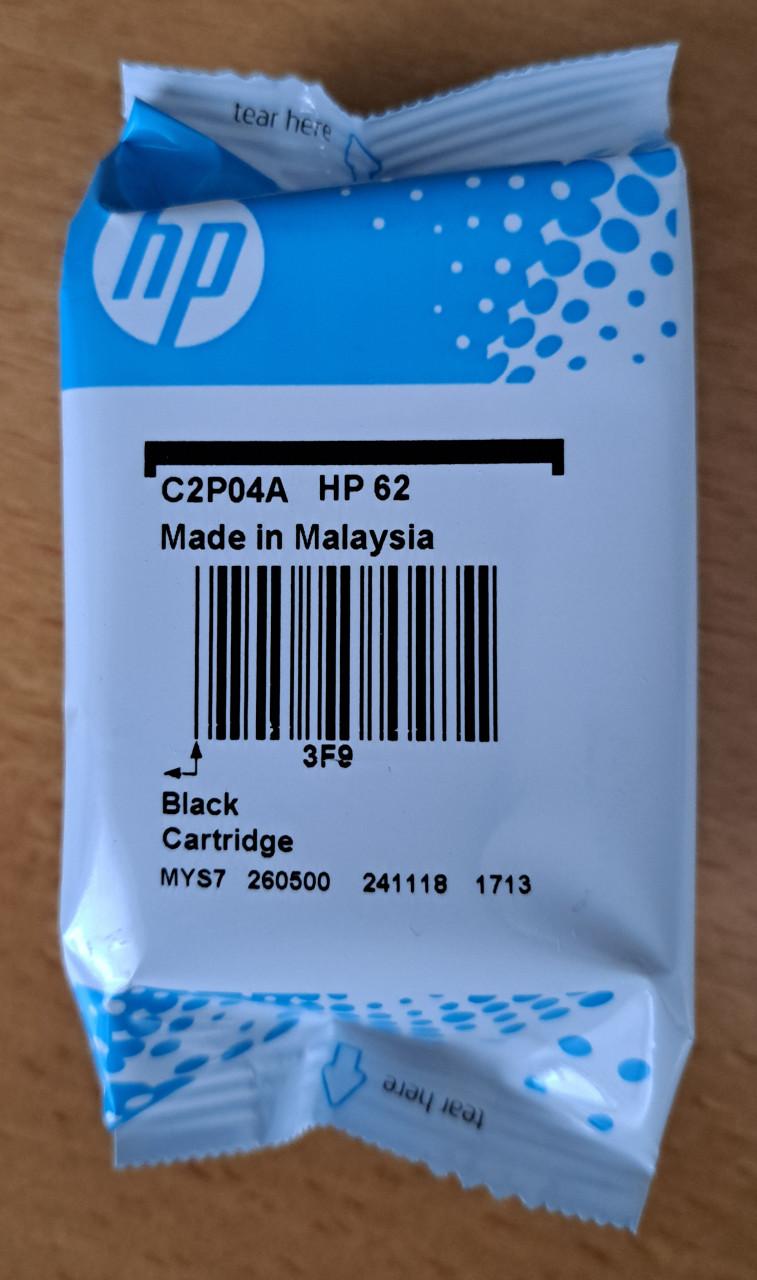 tear here
hp
C2P04A HP 62
Made in Malaysia
3F9
Black
Cartridge
MYS7 260500 241118 1713
tear here